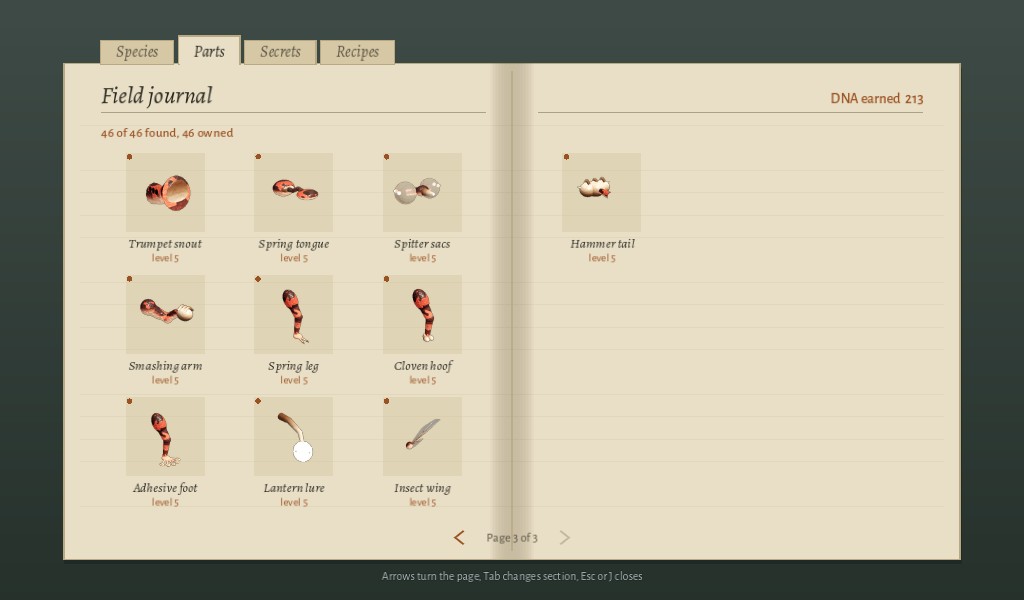 Species Parts Secrets Recipes
Field journal
DNA earned 213
46 of 46 found, 46 owned
Trumpet snout Spring tongue Spitter sacs Hammer tail
level 5 level 5 level 5 level 5
Smashing arm Spring leg Cloven hoof
level 5 level 5 level 5
Adhesive foot Lantern lure Insect wing
level 5 level 5 level 5
Page 3 of 3
Arrows turn the page, Tab changes section, Esc or J closes